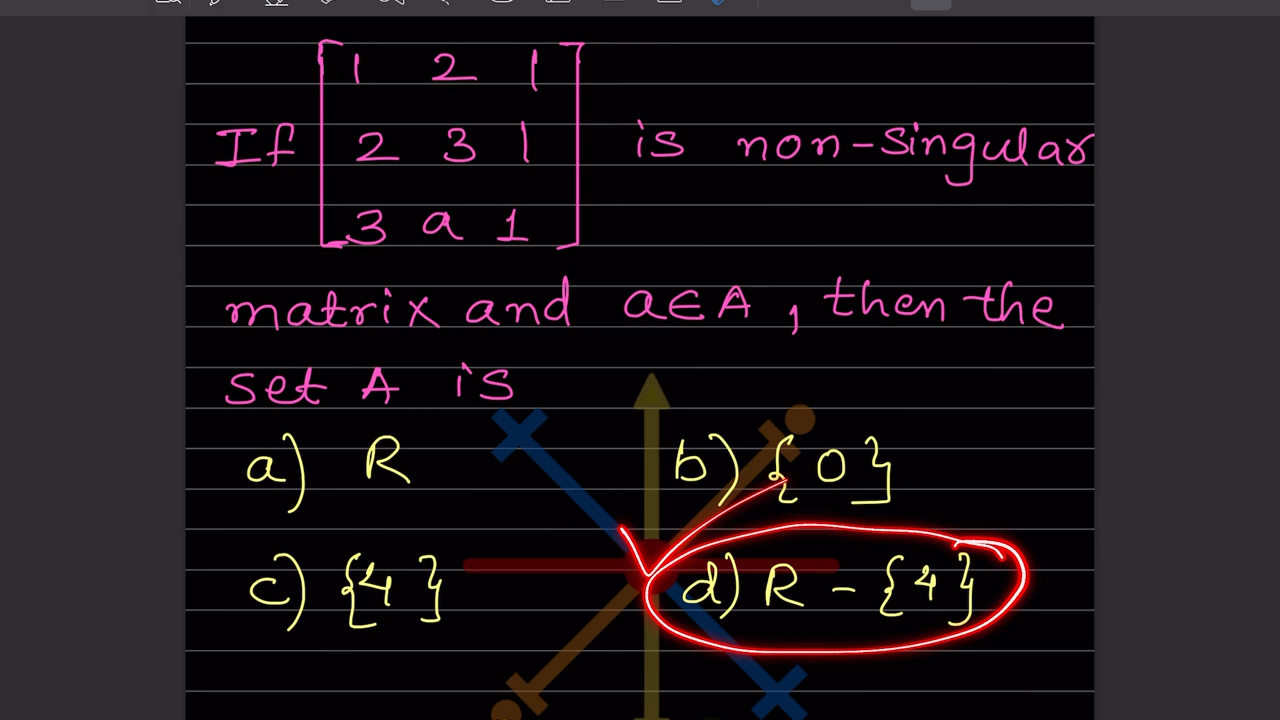 1 2 1
If 2 3 1 is non-singular
3 a 1
matrix and a∈A, then the
set A is
a) R b) {0}
c) {4} d) R - {4}